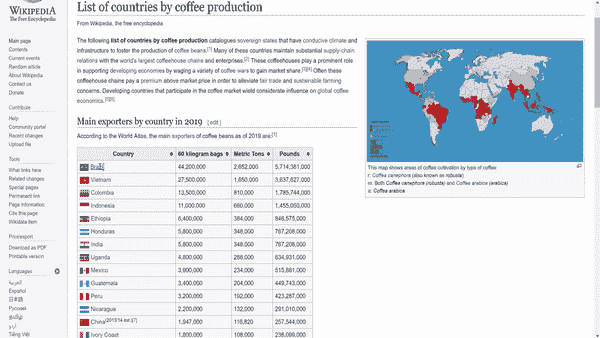 WIKIPEDIA
The Free Encyclopedia
Main page
Contents
Current events
Random article
About Wikipedia
Contact us
Donate
Contribute
Help
Community portal
Recent changes
Upload file
Tools
What links here
Related changes
Special pages
Permanent link
Page information
Cite this page
Wikidata item
Print/export
Download as PDF
Printable version
Languages
العربية
Español
日本語
Русский
தமிழ்
اردو
Tiếng Việt
List of countries by coffee production
From Wikipedia, the free encyclopedia
The following list of countries by coffee production catalogues sovereign states that have conducive climate and
infrastructure to foster the production of coffee beans.[1] Many of these countries maintain substantial supply-chain
relations with the world's largest coffeehouse chains and enterprises.[2] These coffeehouses play a prominent role
in supporting developing economies by waging a variety of coffee wars to gain market share.[3][4] Often these
coffeehouse chains pay a premium above market price in order to alleviate fair trade and sustainable farming
concerns. Developing countries that participate in the coffee market wield considerate influence on global coffee
economics.[5][6]
Main exporters by country in 2019 [ edit ]
According to the World Atlas, the main exporters of coffee beans as of 2019 are:[7]
Country 60 kilogram bags Metric Tons Pounds
Brazil 44,200,000 2,652,000 5,714,381,000
Vietnam 27,500,000 1,650,000 3,637,627,000
Colombia 13,500,000 810,000 1,785,744,000
Indonesia 11,000,000 660,000 1,455,050,000
Ethiopia 6,400,000 384,000 846,575,000
Honduras 5,800,000 348,000 767,208,000
India 5,800,000 348,000 767,208,000
Uganda 4,800,000 288,000 634,931,000
Mexico 3,900,000 234,000 515,881,000
Guatemala 3,400,000 204,000 449,743,000
Peru 3,200,000 192,000 423,287,000
Nicaragua 2,200,000 132,000 291,010,000
China (2013/14 est.)[7] 1,947,000 116,820 257,544,000
Ivory Coast 1,800,000 108,000 238,099,000
This map shows areas of coffee cultivation by type of coffee:
r: Coffea canephora (also known as robusta)
m: Both Coffea canephora (robusta) and Coffea arabica (arabica)
a: Coffea arabica